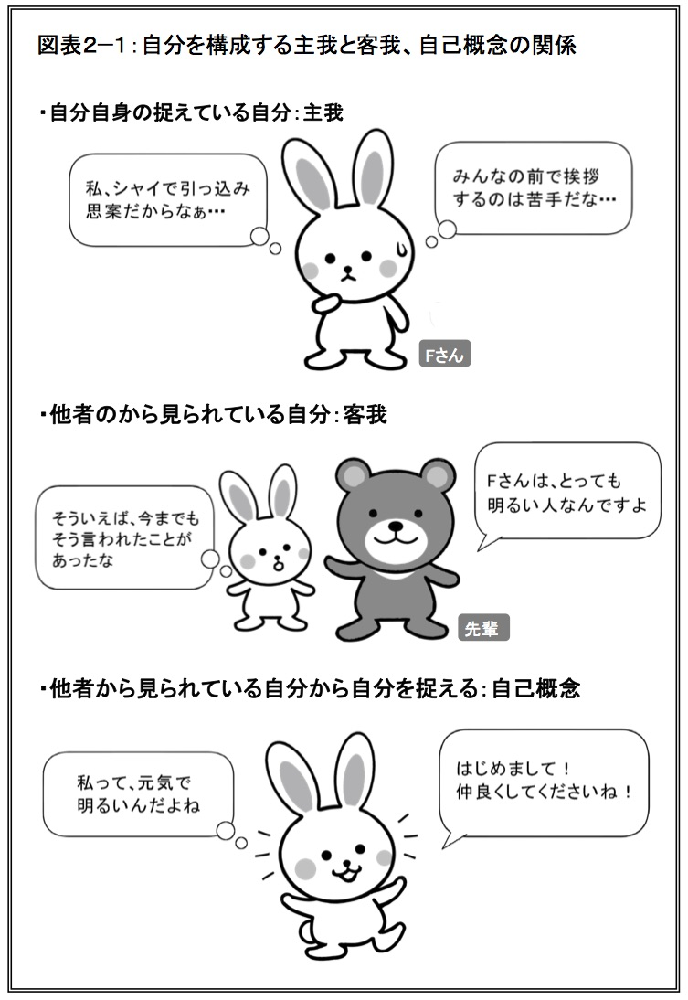 図表２－１：自分を構成する主我と客我、自己概念の関係
・自分自身の捉えている自分：主我
私、シャイで引っ込み
思案だからなぁ…
みんなの前で挨拶
するのは苦手だな…
Fさん
・他者のから見られている自分：客我
Fさんは、とっても
明るい人なんですよ
そういえば、今までも
そう言われたことが
あったな
先輩
・他者から見られている自分から自分を捉える：自己概念
私って、元気で
明るいんだよね
はじめまして！
仲良くしてくださいね！